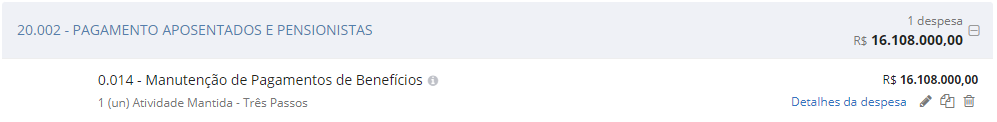 20.002 - PAGAMENTO APOSENTADOS E PENSIONISTAS
1 despesa
R$ 16.108.000,00
0.014 - Manutenção de Pagamentos de Benefícios
R$ 16.108.000,00
1 (un) Atividade Mantida - Três Passos
Detalhes da despesa